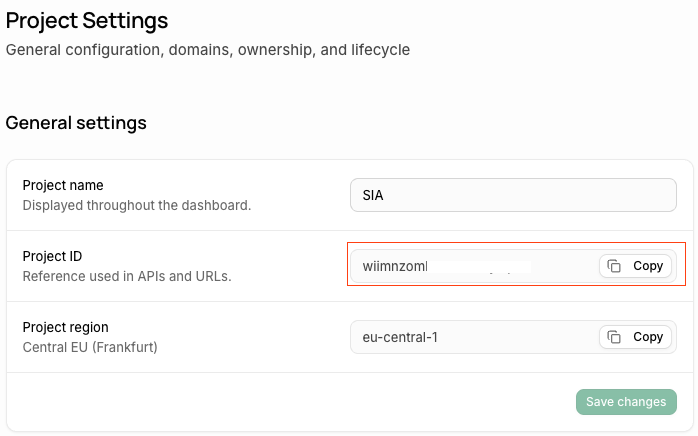 Project Settings
General configuration, domains, ownership, and lifecycle
General settings
Project name
Displayed throughout the dashboard.
SIA
Project ID
Reference used in APIs and URLs.
Copy
Project region
Central EU (Frankfurt)
eu-central-1
Copy
Save changes